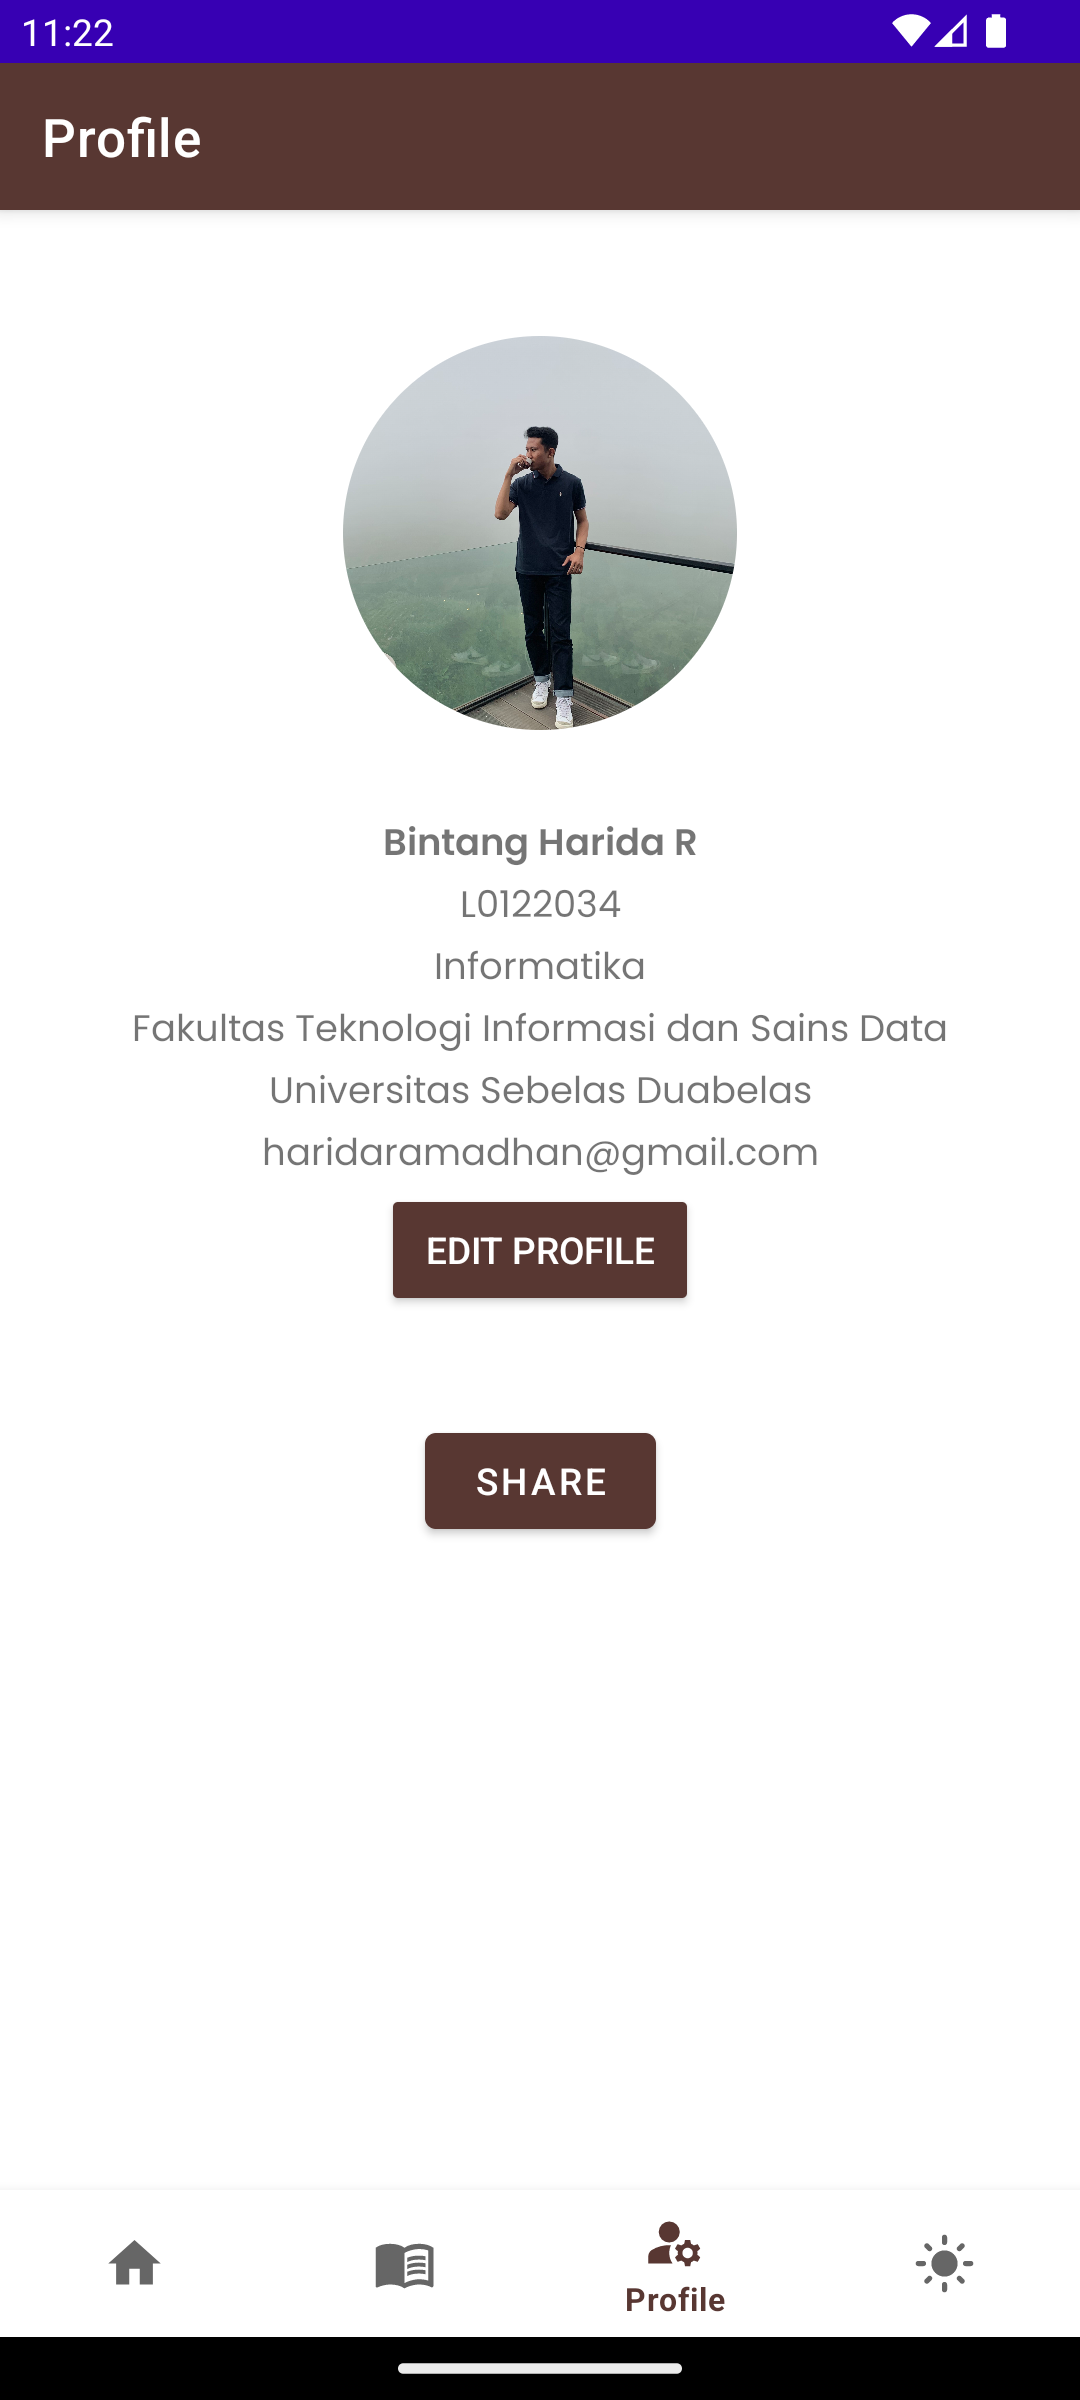 11:22
Profile
Bintang Harida R
L0122034
Informatika
Fakultas Teknologi Informasi dan Sains Data
Universitas Sebelas Duabelas
haridaramadhan@gmail.com
EDIT PROFILE
SHARE
Profile